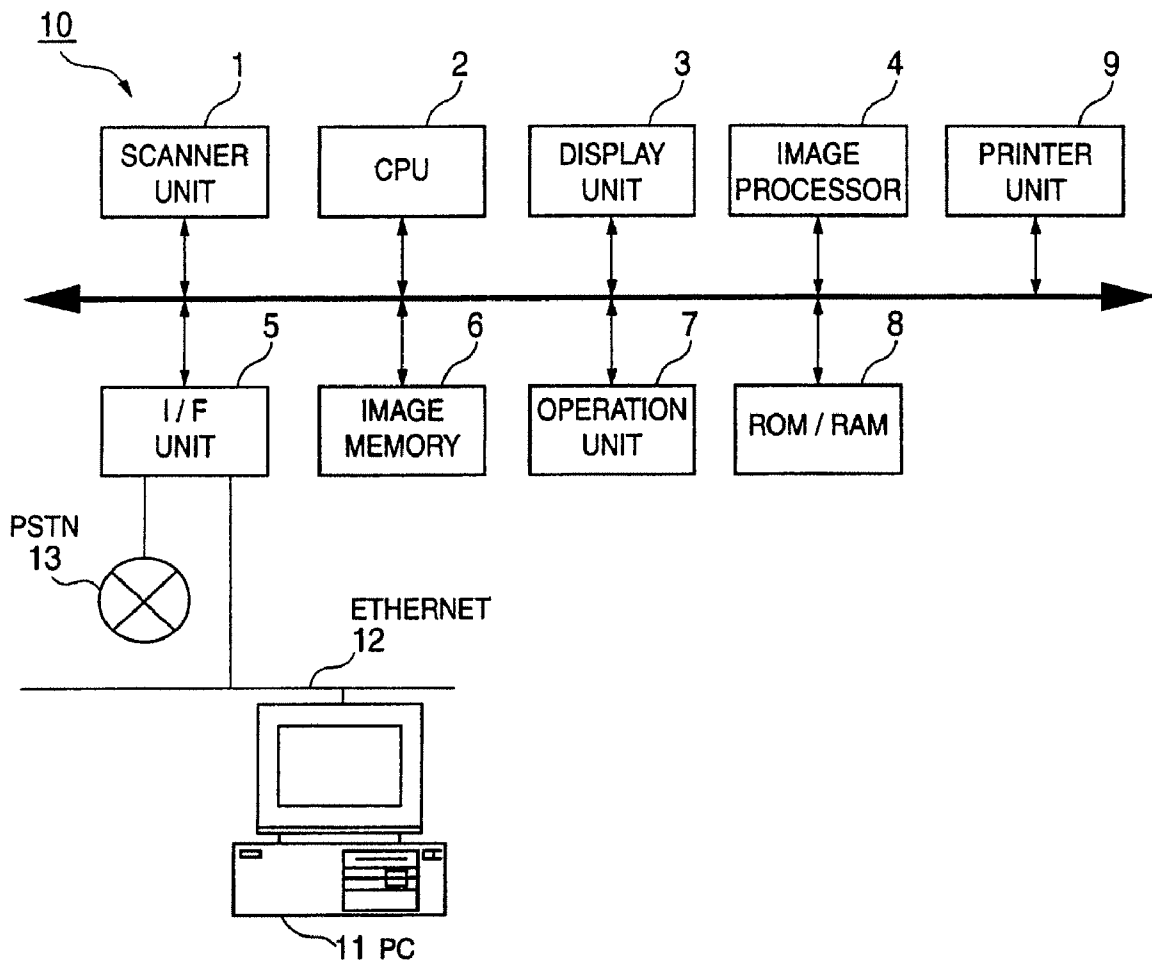 10
1
2
3
4
9
SCANNER
UNIT
CPU
DISPLAY
UNIT
IMAGE
PROCESSOR
PRINTER
UNIT
5
6
7
8
I / F
UNIT
IMAGE
MEMORY
OPERATION
UNIT
ROM / RAM
PSTN
13
ETHERNET
12
11 PC